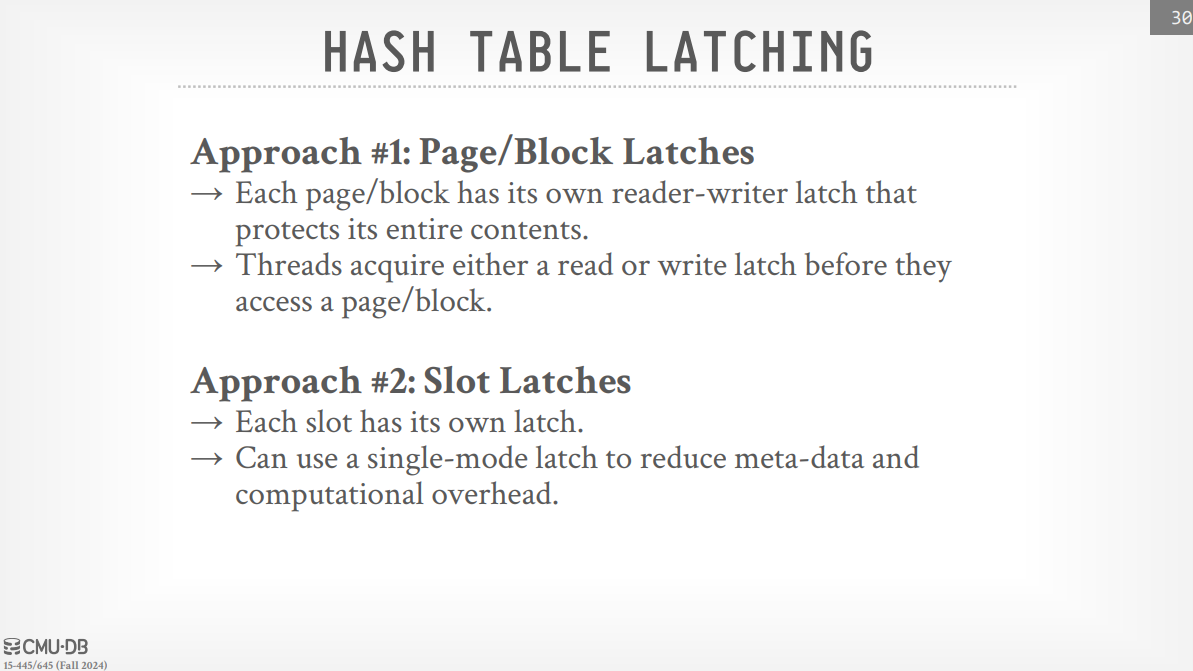 30
HASH TABLE LATCHING
Approach #1: Page/Block Latches
→ Each page/block has its own reader-writer latch that
protects its entire contents.
→ Threads acquire either a read or write latch before they
access a page/block.
Approach #2: Slot Latches
→ Each slot has its own latch.
→ Can use a single-mode latch to reduce meta-data and
computational overhead.
CMU·DB
15-445/645 (Fall 2024)